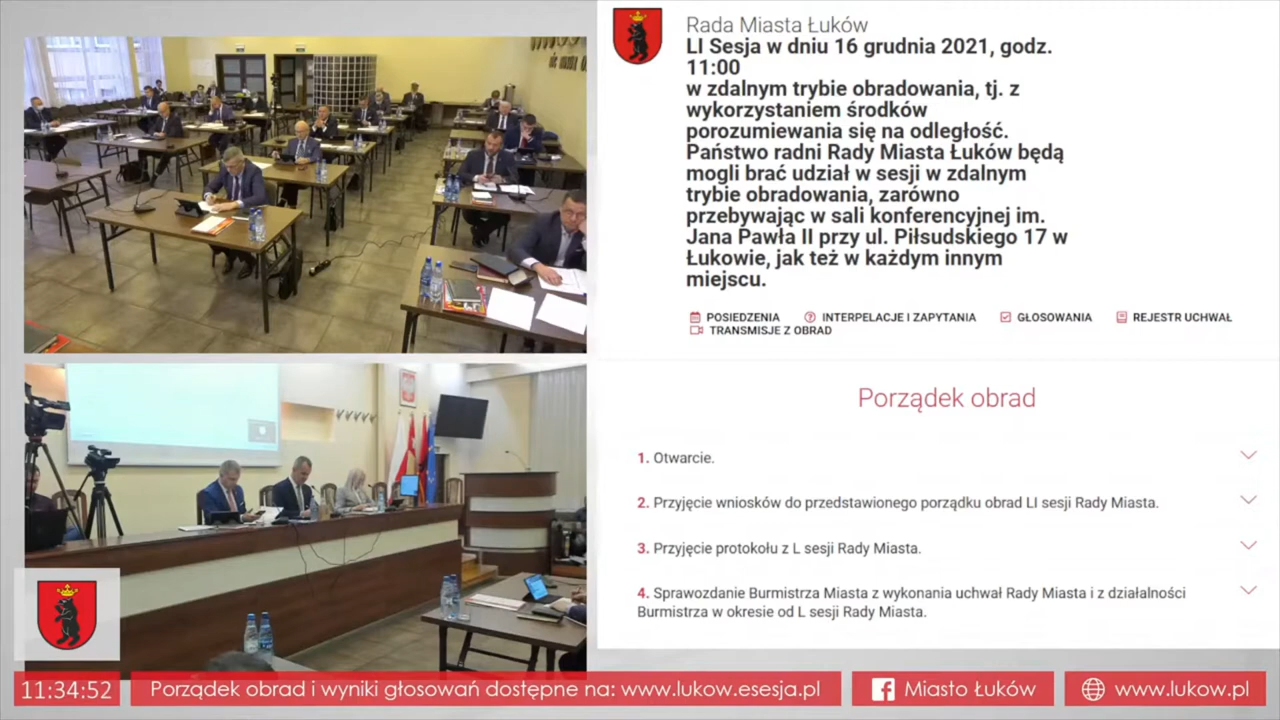 Rada Miasta Łuków
LI Sesja w dniu 16 grudnia 2021, godz.
11:00
w zdalnym trybie obradowania, tj. z
wykorzystaniem środków
porozumiewania się na odległość.
Państwo radni Rady Miasta Łuków będą
mogli brać udział w sesji w zdalnym
trybie obradowania, zarówno
przebywając w sali konferencyjnej im.
Jana Pawła II przy ul. Piłsudskiego 17 w
Łukowie, jak też w każdym innym
miejscu.
POSIEDZENIA INTERPELACJE I ZAPYTANIA GŁOSOWANIA REJESTR UCHWAŁ
TRANSMISJE Z OBRAD
Porządek obrad
1. Otwarcie.
2. Przyjęcie wniosków do przedstawionego porządku obrad LI sesji Rady Miasta.
3. Przyjęcie protokołu z L sesji Rady Miasta.
4. Sprawozdanie Burmistrza Miasta z wykonania uchwał Rady Miasta i z działalności
Burmistrza w okresie od L sesji Rady Miasta.
11:34:52 Porządek obrad i wyniki głosowań dostępne na: www.lukow.esesja.pl Miasto Łuków www.lukow.pl